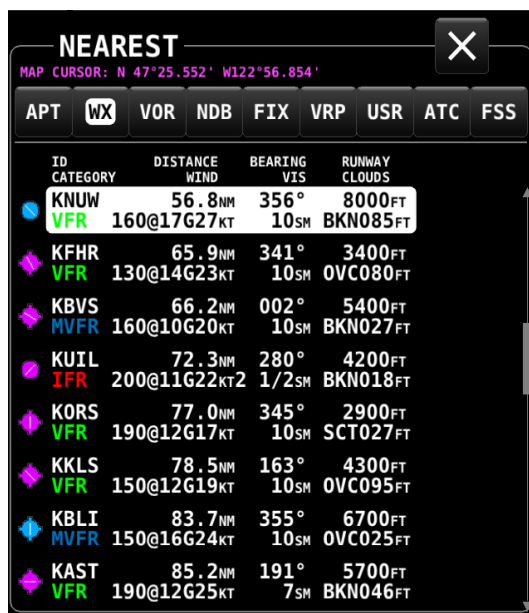 NEAREST
MAP CURSOR: N 47°25.552' W122°56.854'
APT WX VOR NDB FIX VRP USR ATC FSS
ID DISTANCE BEARING RUNWAY
CATEGORY WIND VIS CLOUDS
KNUW 56.8NM 356° 8000FT
VFR 160@17G27KT 10SM BKN085FT
KFHR 65.9NM 341° 3400FT
VFR 130@14G23KT 10SM OVC080FT
KBVS 66.2NM 002° 5400FT
MVFR 160@10G20KT 10SM BKN027FT
KUIL 72.3NM 280° 4200FT
IFR 200@11G22KT2 1/2SM BKN018FT
KORS 77.0NM 345° 2900FT
VFR 190@12G17KT 10SM SCT027FT
KKLS 78.5NM 163° 4300FT
VFR 150@12G19KT 10SM OVC095FT
KBLI 83.7NM 355° 6700FT
MVFR 150@16G24KT 10SM OVC025FT
KAST 85.2NM 191° 5700FT
VFR 190@12G25KT 7SM BKN046FT